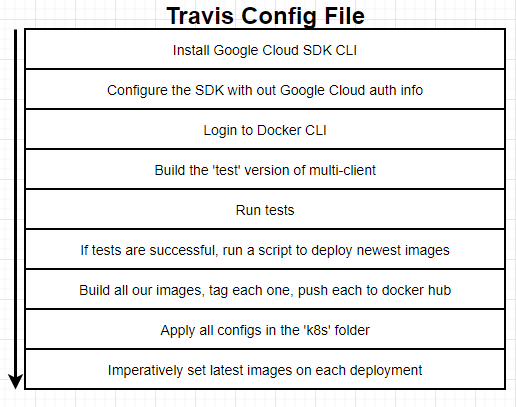 Travis Config File
Install Google Cloud SDK CLI
Configure the SDK with out Google Cloud auth info
Login to Docker CLI
Build the 'test' version of multi-client
Run tests
If tests are successful, run a script to deploy newest images
Build all our images, tag each one, push each to docker hub
Apply all configs in the 'k8s' folder
Imperatively set latest images on each deployment